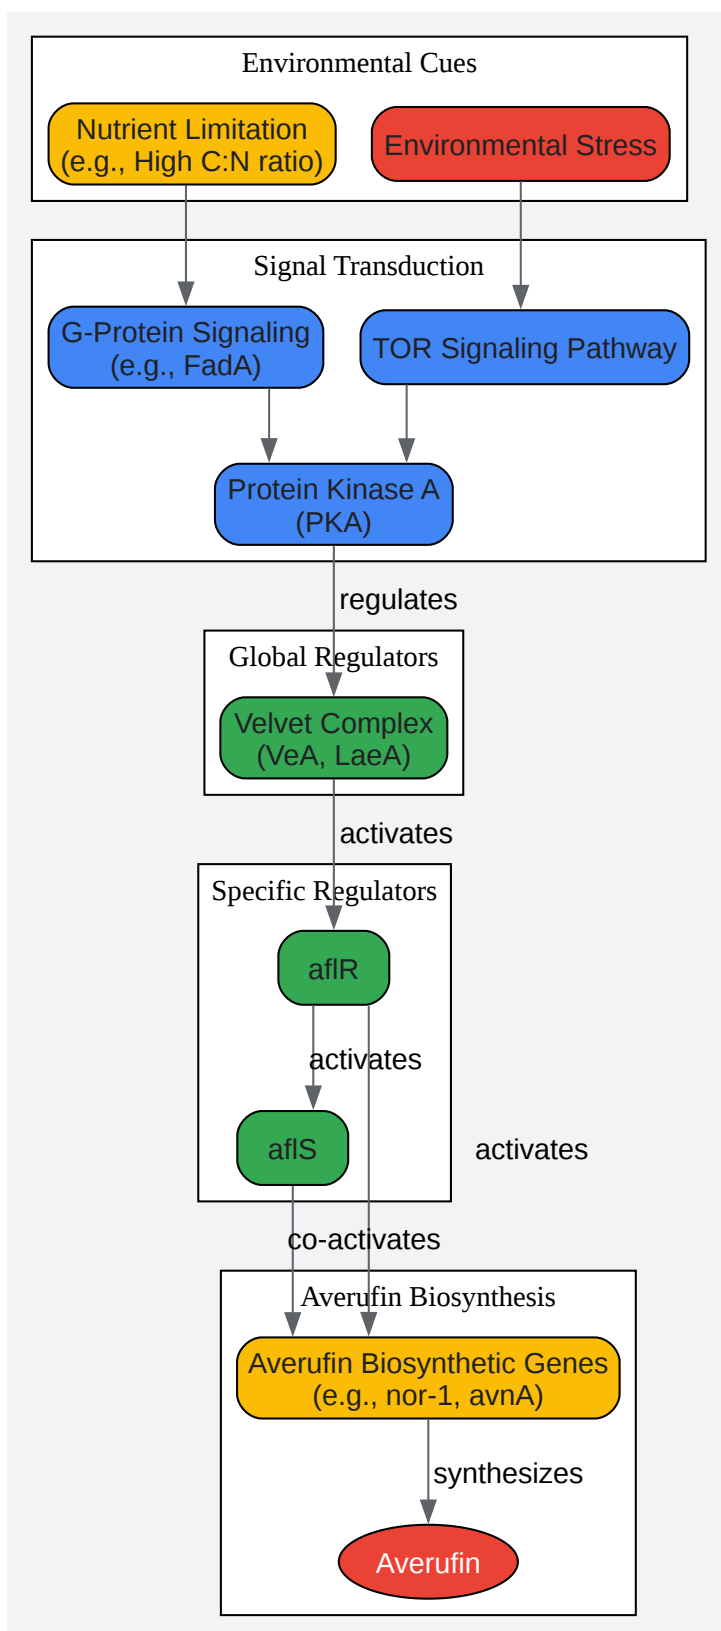 Environmental Cues
Nutrient Limitation
(e.g., High C:N ratio)
Environmental Stress
Signal Transduction
G-Protein Signaling
(e.g., FadA)
TOR Signaling Pathway
Protein Kinase A
(PKA)
regulates
Global Regulators
Velvet Complex
(VeA, LaeA)
activates
Specific Regulators
aflR
activates
aflS
activates
co-activates
Averufin Biosynthesis
Averufin Biosynthetic Genes
(e.g., nor-1, avnA)
synthesizes
Averufin